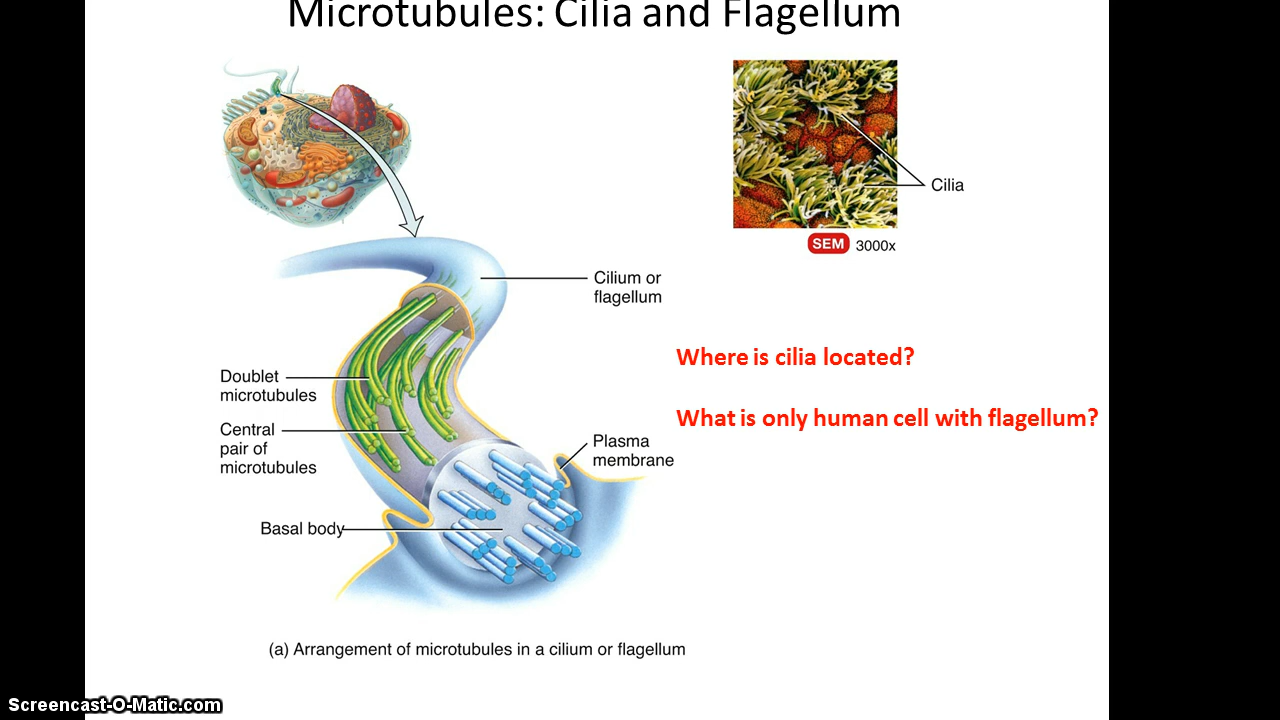 Microtubules: Cilia and Flagellum
Cilia
SEM 3000x
Cilium or
flagellum
Where is cilia located?
Doublet
microtubules
What is only human cell with flagellum?
Central
pair of
microtubules
Plasma
membrane
Basal body
(a) Arrangement of microtubules in a cilium or flagellum
Screencast-O-Matic.com